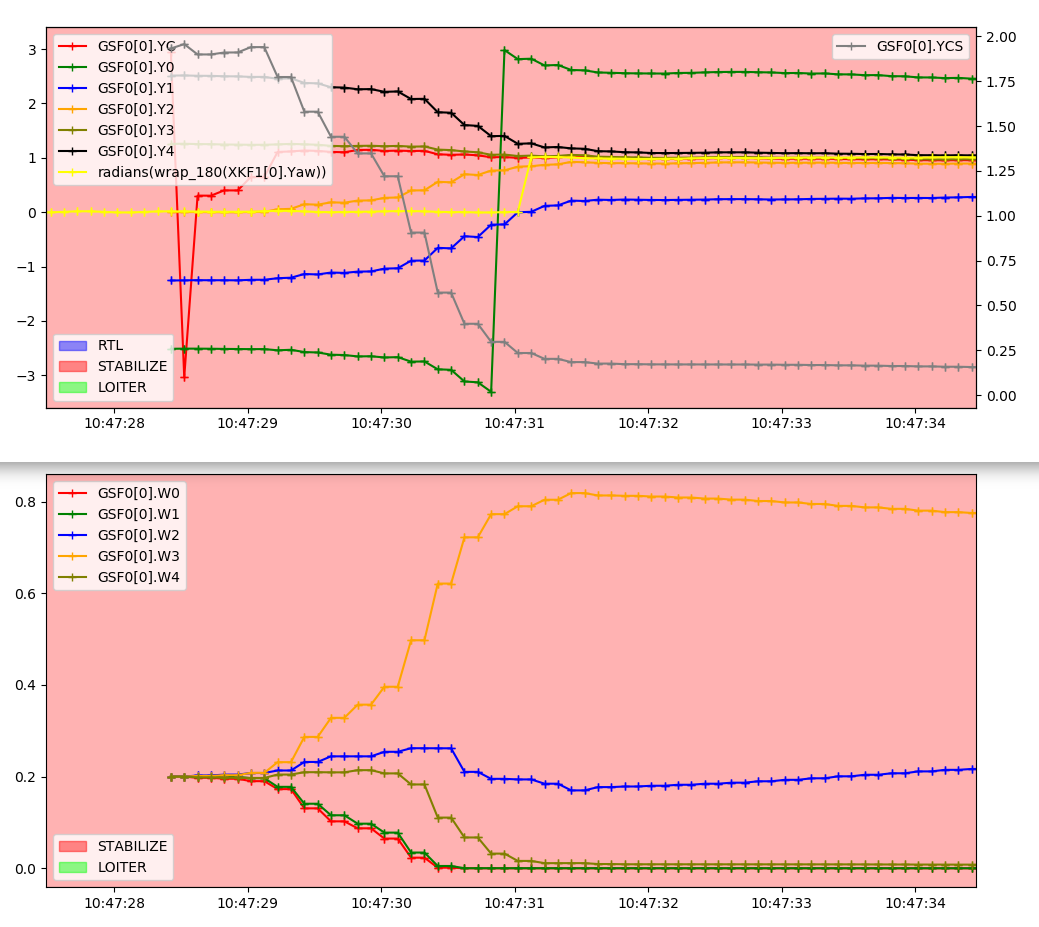 GSF0[0].YC
GSF0[0].Y0
GSF0[0].Y1
GSF0[0].Y2
GSF0[0].Y3
GSF0[0].Y4
radians(wrap_180(XKF1[0].Yaw))
GSF0[0].YCS
RTL
STABILIZE
LOITER
3
2
1
0
−1
−2
−3
2.00
1.75
1.50
1.25
1.00
0.75
0.50
0.25
0.00
10:47:28 10:47:29 10:47:30 10:47:31 10:47:32 10:47:33 10:47:34
GSF0[0].W0
GSF0[0].W1
GSF0[0].W2
GSF0[0].W3
GSF0[0].W4
STABILIZE
LOITER
0.8
0.6
0.4
0.2
0.0
10:47:28 10:47:29 10:47:30 10:47:31 10:47:32 10:47:33 10:47:34